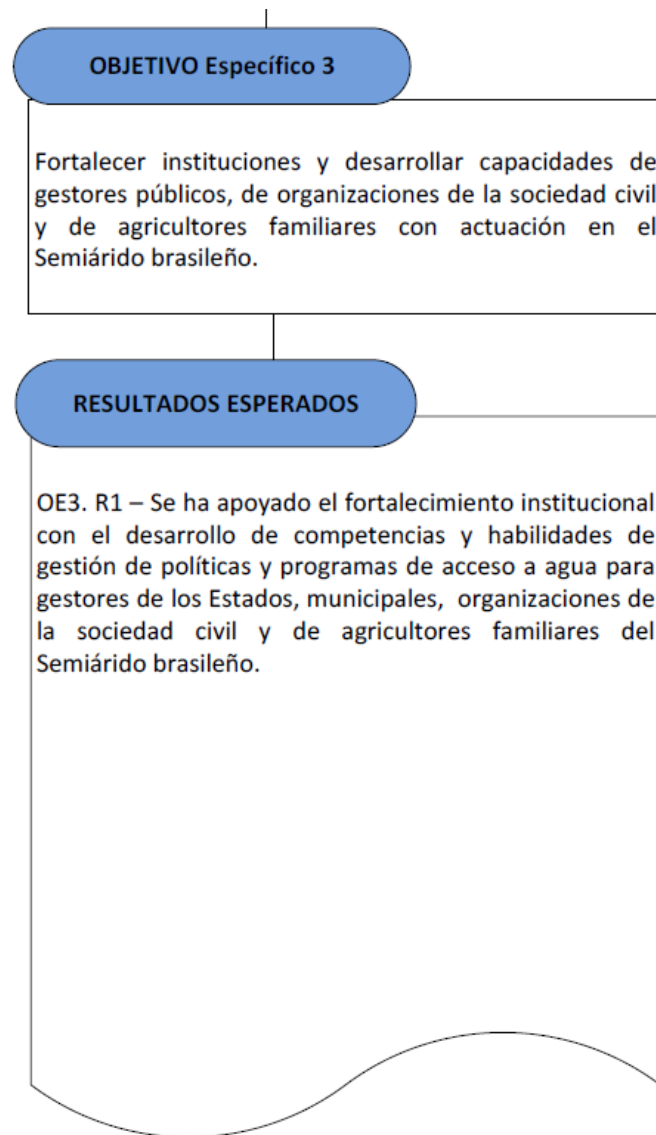 OBJETIVO Específico 3
Fortalecer instituciones y desarrollar capacidades de
gestores públicos, de organizaciones de la sociedad civil
y de agricultores familiares con actuación en el
Semiárido brasileño.
RESULTADOS ESPERADOS
OE3. R1 – Se ha apoyado el fortalecimiento institucional
con el desarrollo de competencias y habilidades de
gestión de políticas y programas de acceso a agua para
gestores de los Estados, municipales, organizaciones de
la sociedad civil y de agricultores familiares del
Semiárido brasileño.